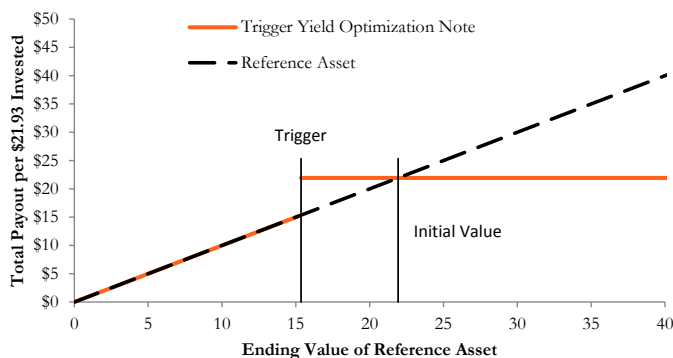 $50
$45
$40
$35
$30
$25
$20
$15
$10
$5
$0
Total Payout per $21.93 Invested
Trigger Yield Optimization Note
Reference Asset
Trigger
Initial Value
0 5 10 15 20 25 30 35 40
Ending Value of Reference Asset